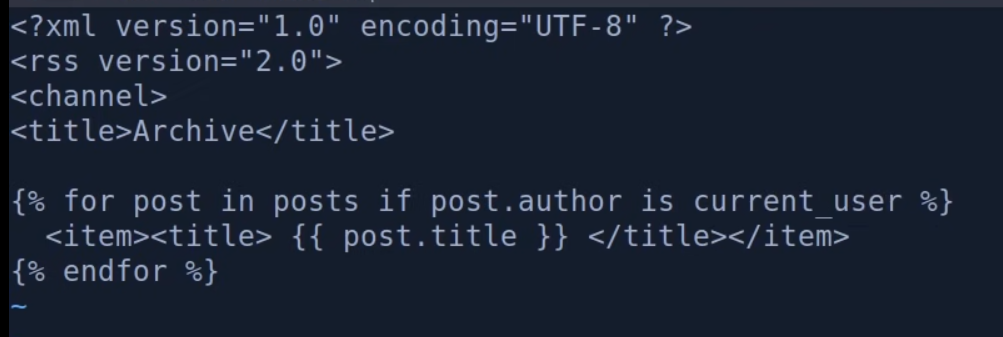 <?xml version="1.0" encoding="UTF-8" ?>
<rss version="2.0">
<channel>
<title>Archive</title>

{% for post in posts if post.author is current_user %}
  <item><title> {{ post.title }} </title></item>
{% endfor %}
~